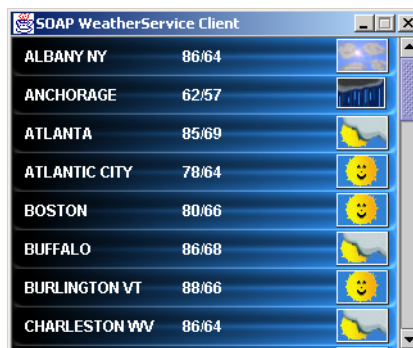 SOAP WeatherService Client
ALBANY NY 86/64
ANCHORAGE 62/57
ATLANTA 85/69
ATLANTIC CITY 78/64
BOSTON 80/66
BUFFALO 86/68
BURLINGTON VT 88/66
CHARLESTON WV 86/64